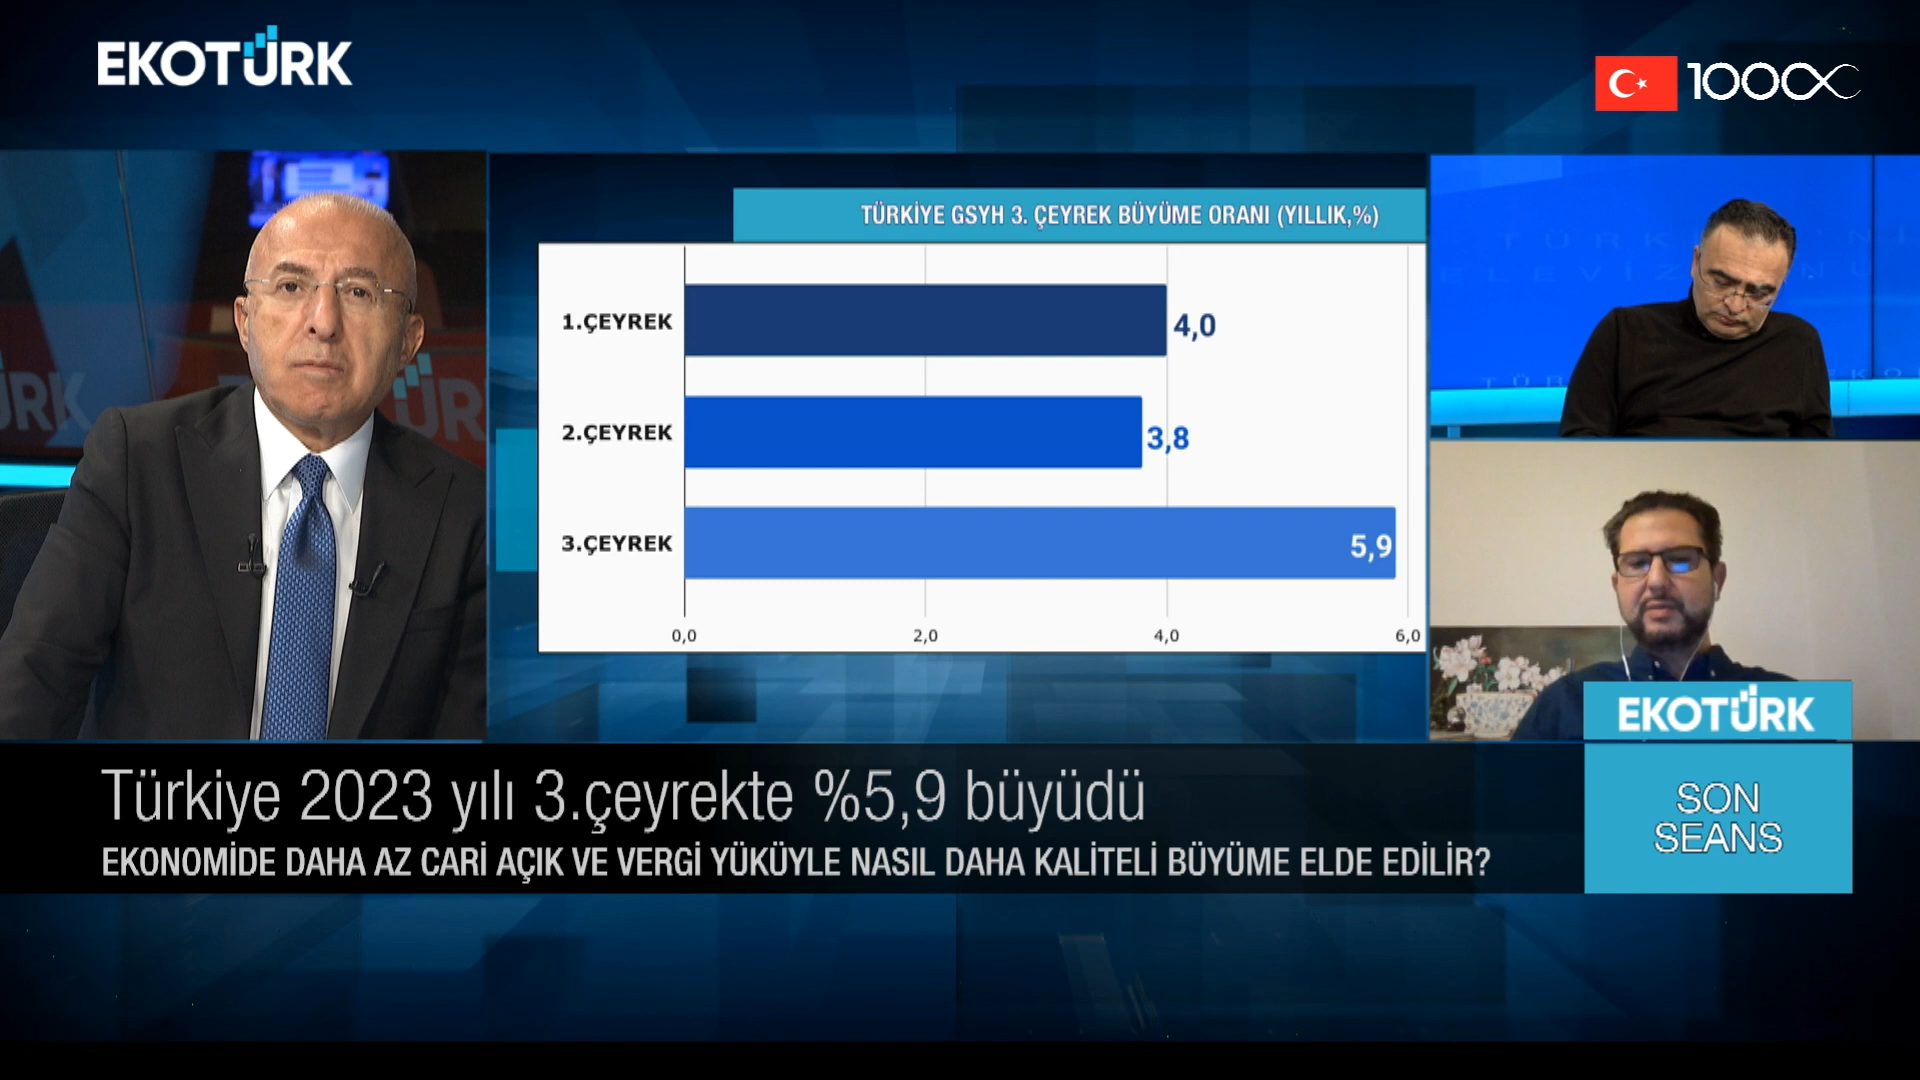 EKOTÜRK
100
TÜRKİYE GSYH 3. ÇEYREK BÜYÜME ORANI (YILLIK,%)
1.ÇEYREK
4,0
2.ÇEYREK
3,8
3.ÇEYREK
5,9
0,0
2,0
4,0
6,0
ÜRK
ÜR
EKOTÜRK
Türkiye 2023 yılı 3.çeyrekte %5,9 büyüdü
EKONOMİDE DAHA AZ CARİ AÇIK VE VERGİ YÜKÜYLE NASIL DAHA KALİTELİ BÜYÜME ELDE EDİLİR?
SON
SEANS